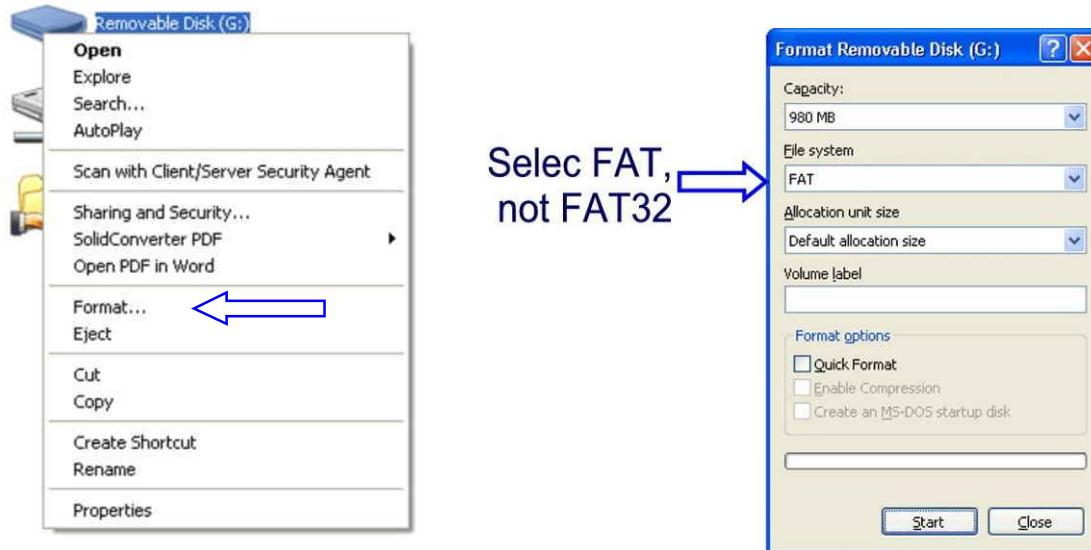 Removable Disk (G:)
Open
Explore
Search...
AutoPlay
Scan with Client/Server Security Agent
Sharing and Security...
SolidConverter PDF
Open PDF in Word
Format...
Eject
Cut
Copy
Create Shortcut
Rename
Properties
Selec FAT,
not FAT32
Format Removable Disk (G:)
Capacity:
980 MB
File system
FAT
Allocation unit size
Default allocation size
Volume label
Format options
Quick Format
Enable Compression
Create an MS-DOS startup disk
Start
Close